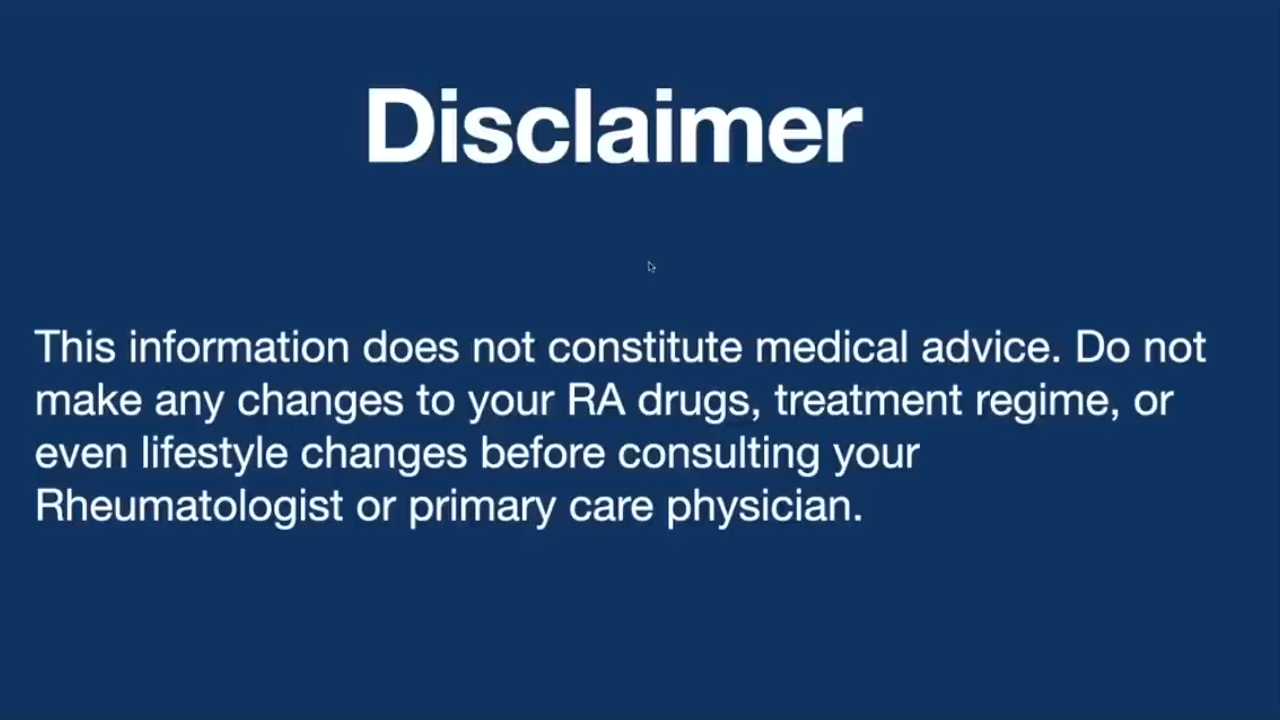 Disclaimer
This information does not constitute medical advice. Do not
make any changes to your RA drugs, treatment regime, or
even lifestyle changes before consulting your
Rheumatologist or primary care physician.